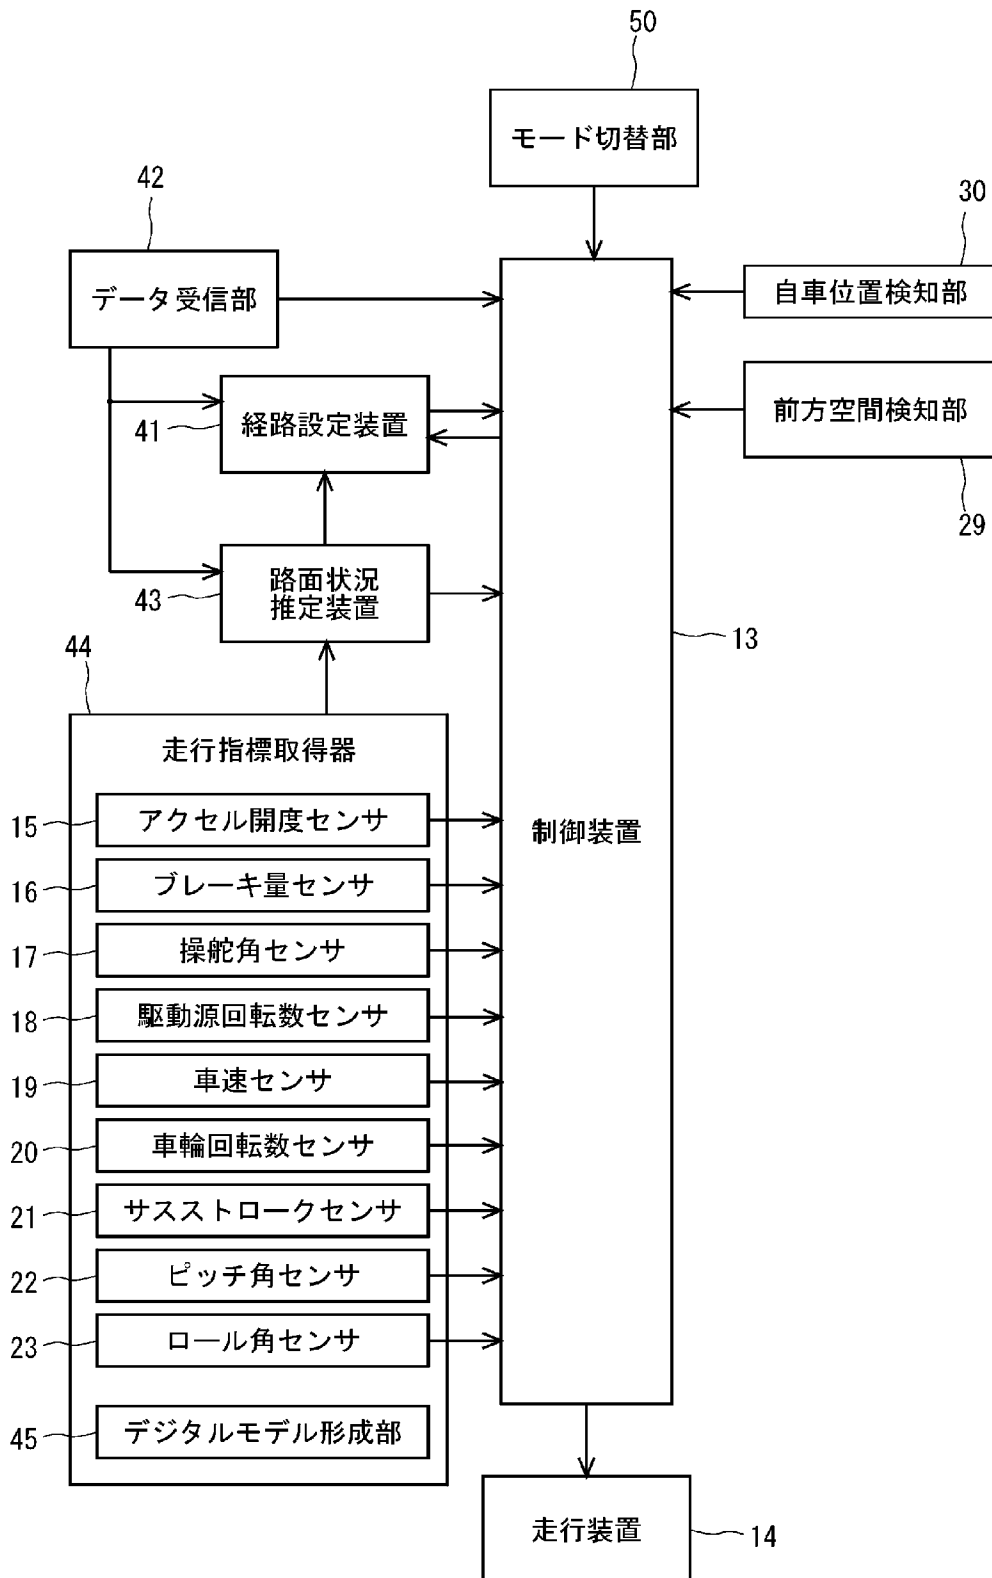 50
モード切替部
42
30
データ受信部
自車位置検知部
経路設定装置
41
前方空間検知部
29
路面状況
推定装置
43
13
44
走行指標取得器
15
アクセル開度センサ
制御装置
16
ブレーキ量センサ
17
操舵角センサ
18
駆動源回転数センサ
19
車速センサ
20
車輪回転数センサ
21
サスストロークセンサ
22
ピッチ角センサ
23
ロール角センサ
45
デジタルモデル形成部
走行装置
14